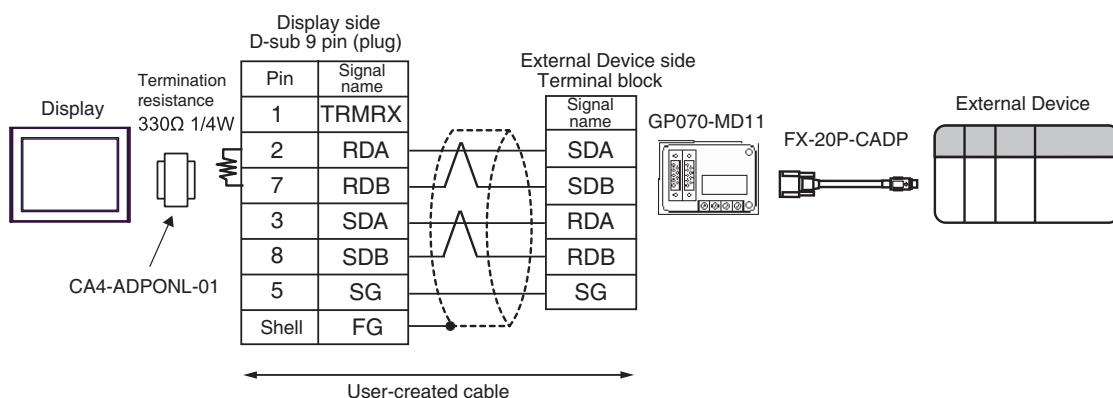 Display side
D-sub 9 pin (plug)
External Device side
Terminal block
Termination
resistance
330Ω 1/4W
Display
CA4-ADPONL-01
Pin
Signal
name
1
TRMRX
2
RDA
7
RDB
3
SDA
8
SDB
5
SG
Shell
FG
Signal
name
SDA
SDB
RDA
RDB
SG
GP070-MD11
FX-20P-CADP
External Device
User-created cable